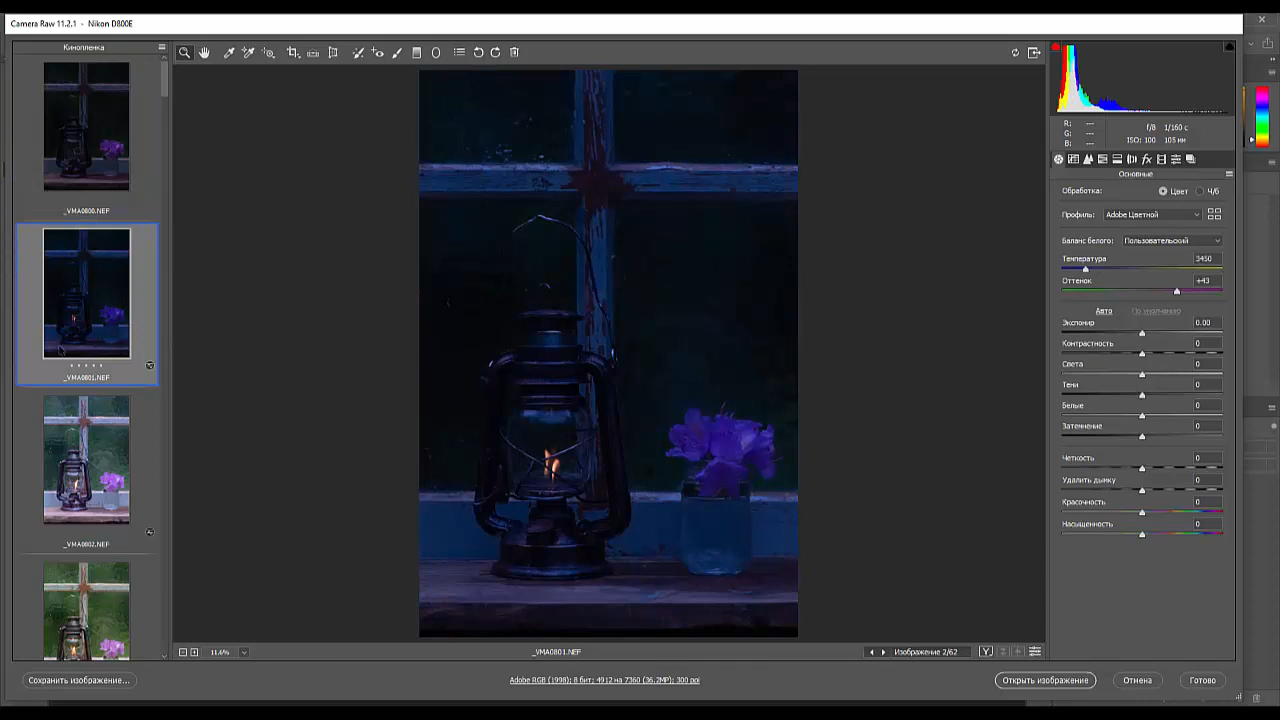 Camera Raw 11.2.1 - Nikon D800E
Кинопленка
_VMA0800.NEF
_VMA0801.NEF
_VMA0802.NEF
R: ---
G: ---
B: ---
f/8 1/160 с
ISO: 100 105 мм
Основные
Обработка: Цвет Ч/б
Профиль: Adobe Цветной
Баланс белого: Пользовательский
Температура 3450
Оттенок +43
Авто По умолчанию
Экспонир 0.00
Контрастность 0
Света 0
Тени 0
Белые 0
Затемнение 0
Четкость 0
Удалить дымку 0
Красочность 0
Насыщенность 0
11.6% _VMA0801.NEF Изображение 2/62 Y
Сохранить изображение... Adobe RGB (1998); 8 бит; 4912 на 7360 (36.2MP); 300 ppi Открыть изображение Отмена Готово